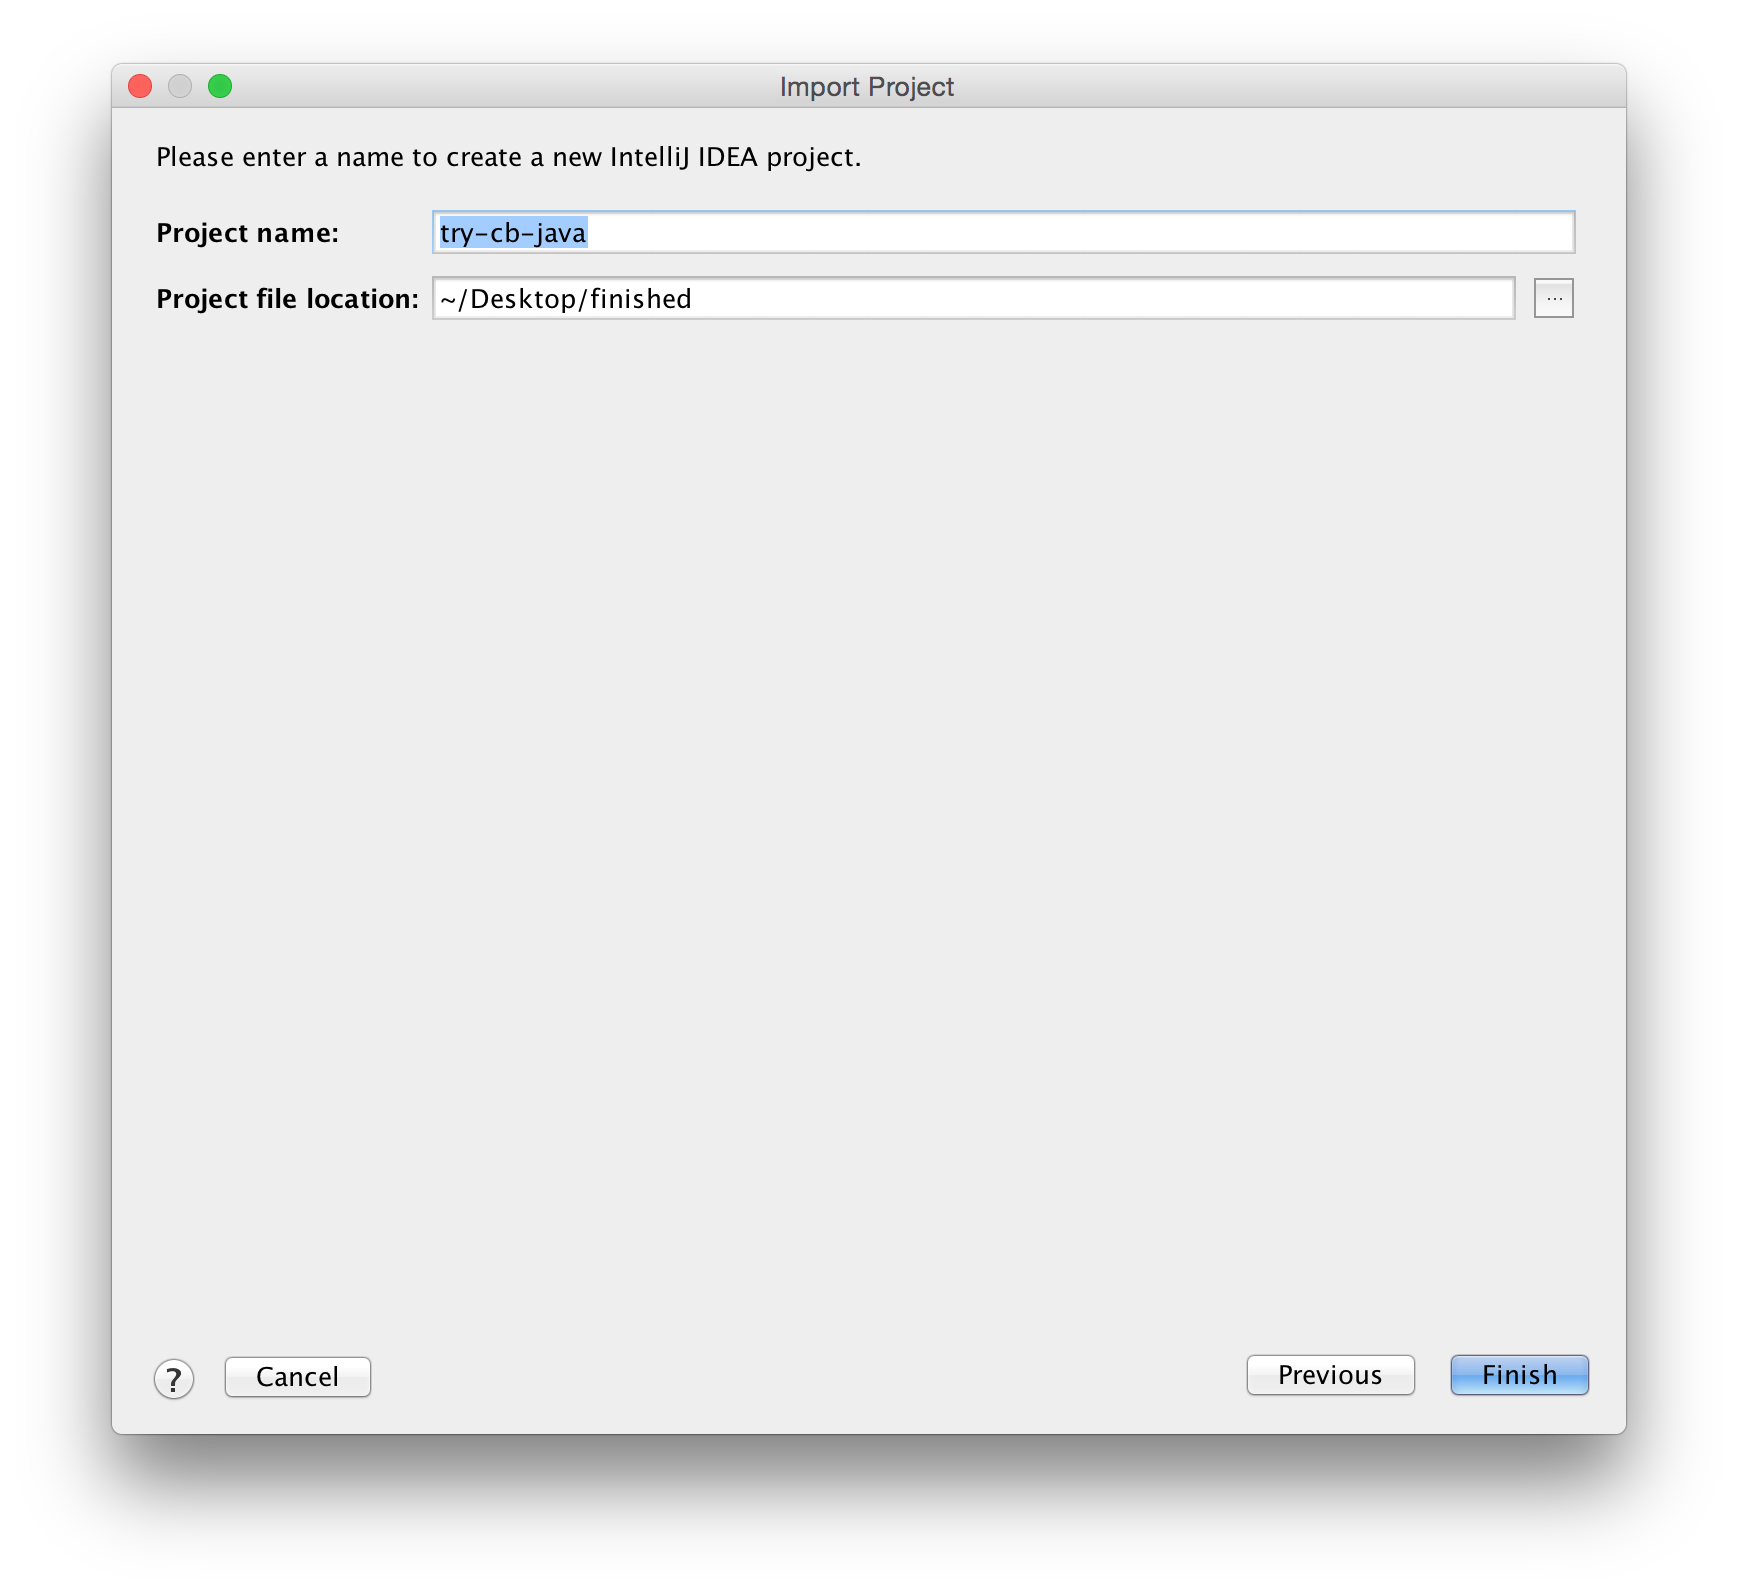 Import Project
Please enter a name to create a new IntelliJ IDEA project.
Project name: try-cb-java
Project file location: ~/Desktop/finished ...
? Cancel Previous Finish